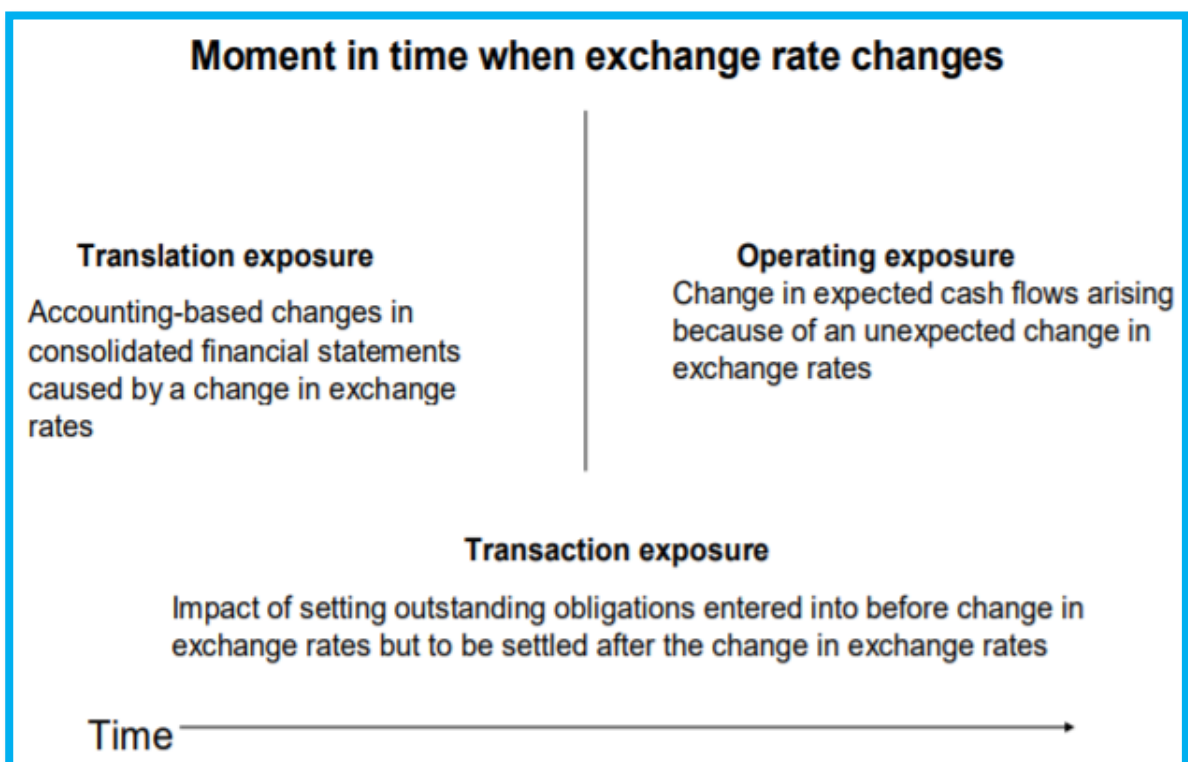 Moment in time when exchange rate changes
Translation exposure
Accounting-based changes in
consolidated financial statements
caused by a change in exchange
rates
Operating exposure
Change in expected cash flows arising
because of an unexpected change in
exchange rates
Transaction exposure
Impact of setting outstanding obligations entered into before change in
exchange rates but to be settled after the change in exchange rates
Time